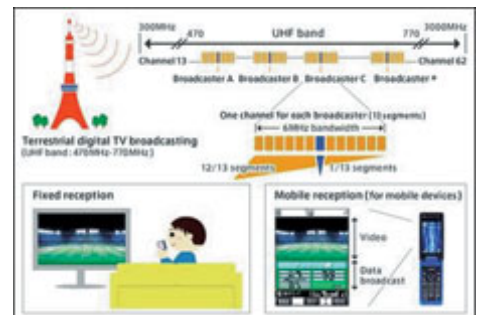 300MHz 470 UHF band 770 3000MHz
Channel 13 Channel 62
Broadcaster A Broadcaster B Broadcaster C Broadcaster *
One channel for each broadcaster (13 segments)
6MHz bandwidth
Terrestrial digital TV broadcasting
(UHF band : 470MHz-770MHz)
12/13 segments 1/13 segments
Fixed reception
Mobile reception (for mobile devices)
Video
Data
broadcast